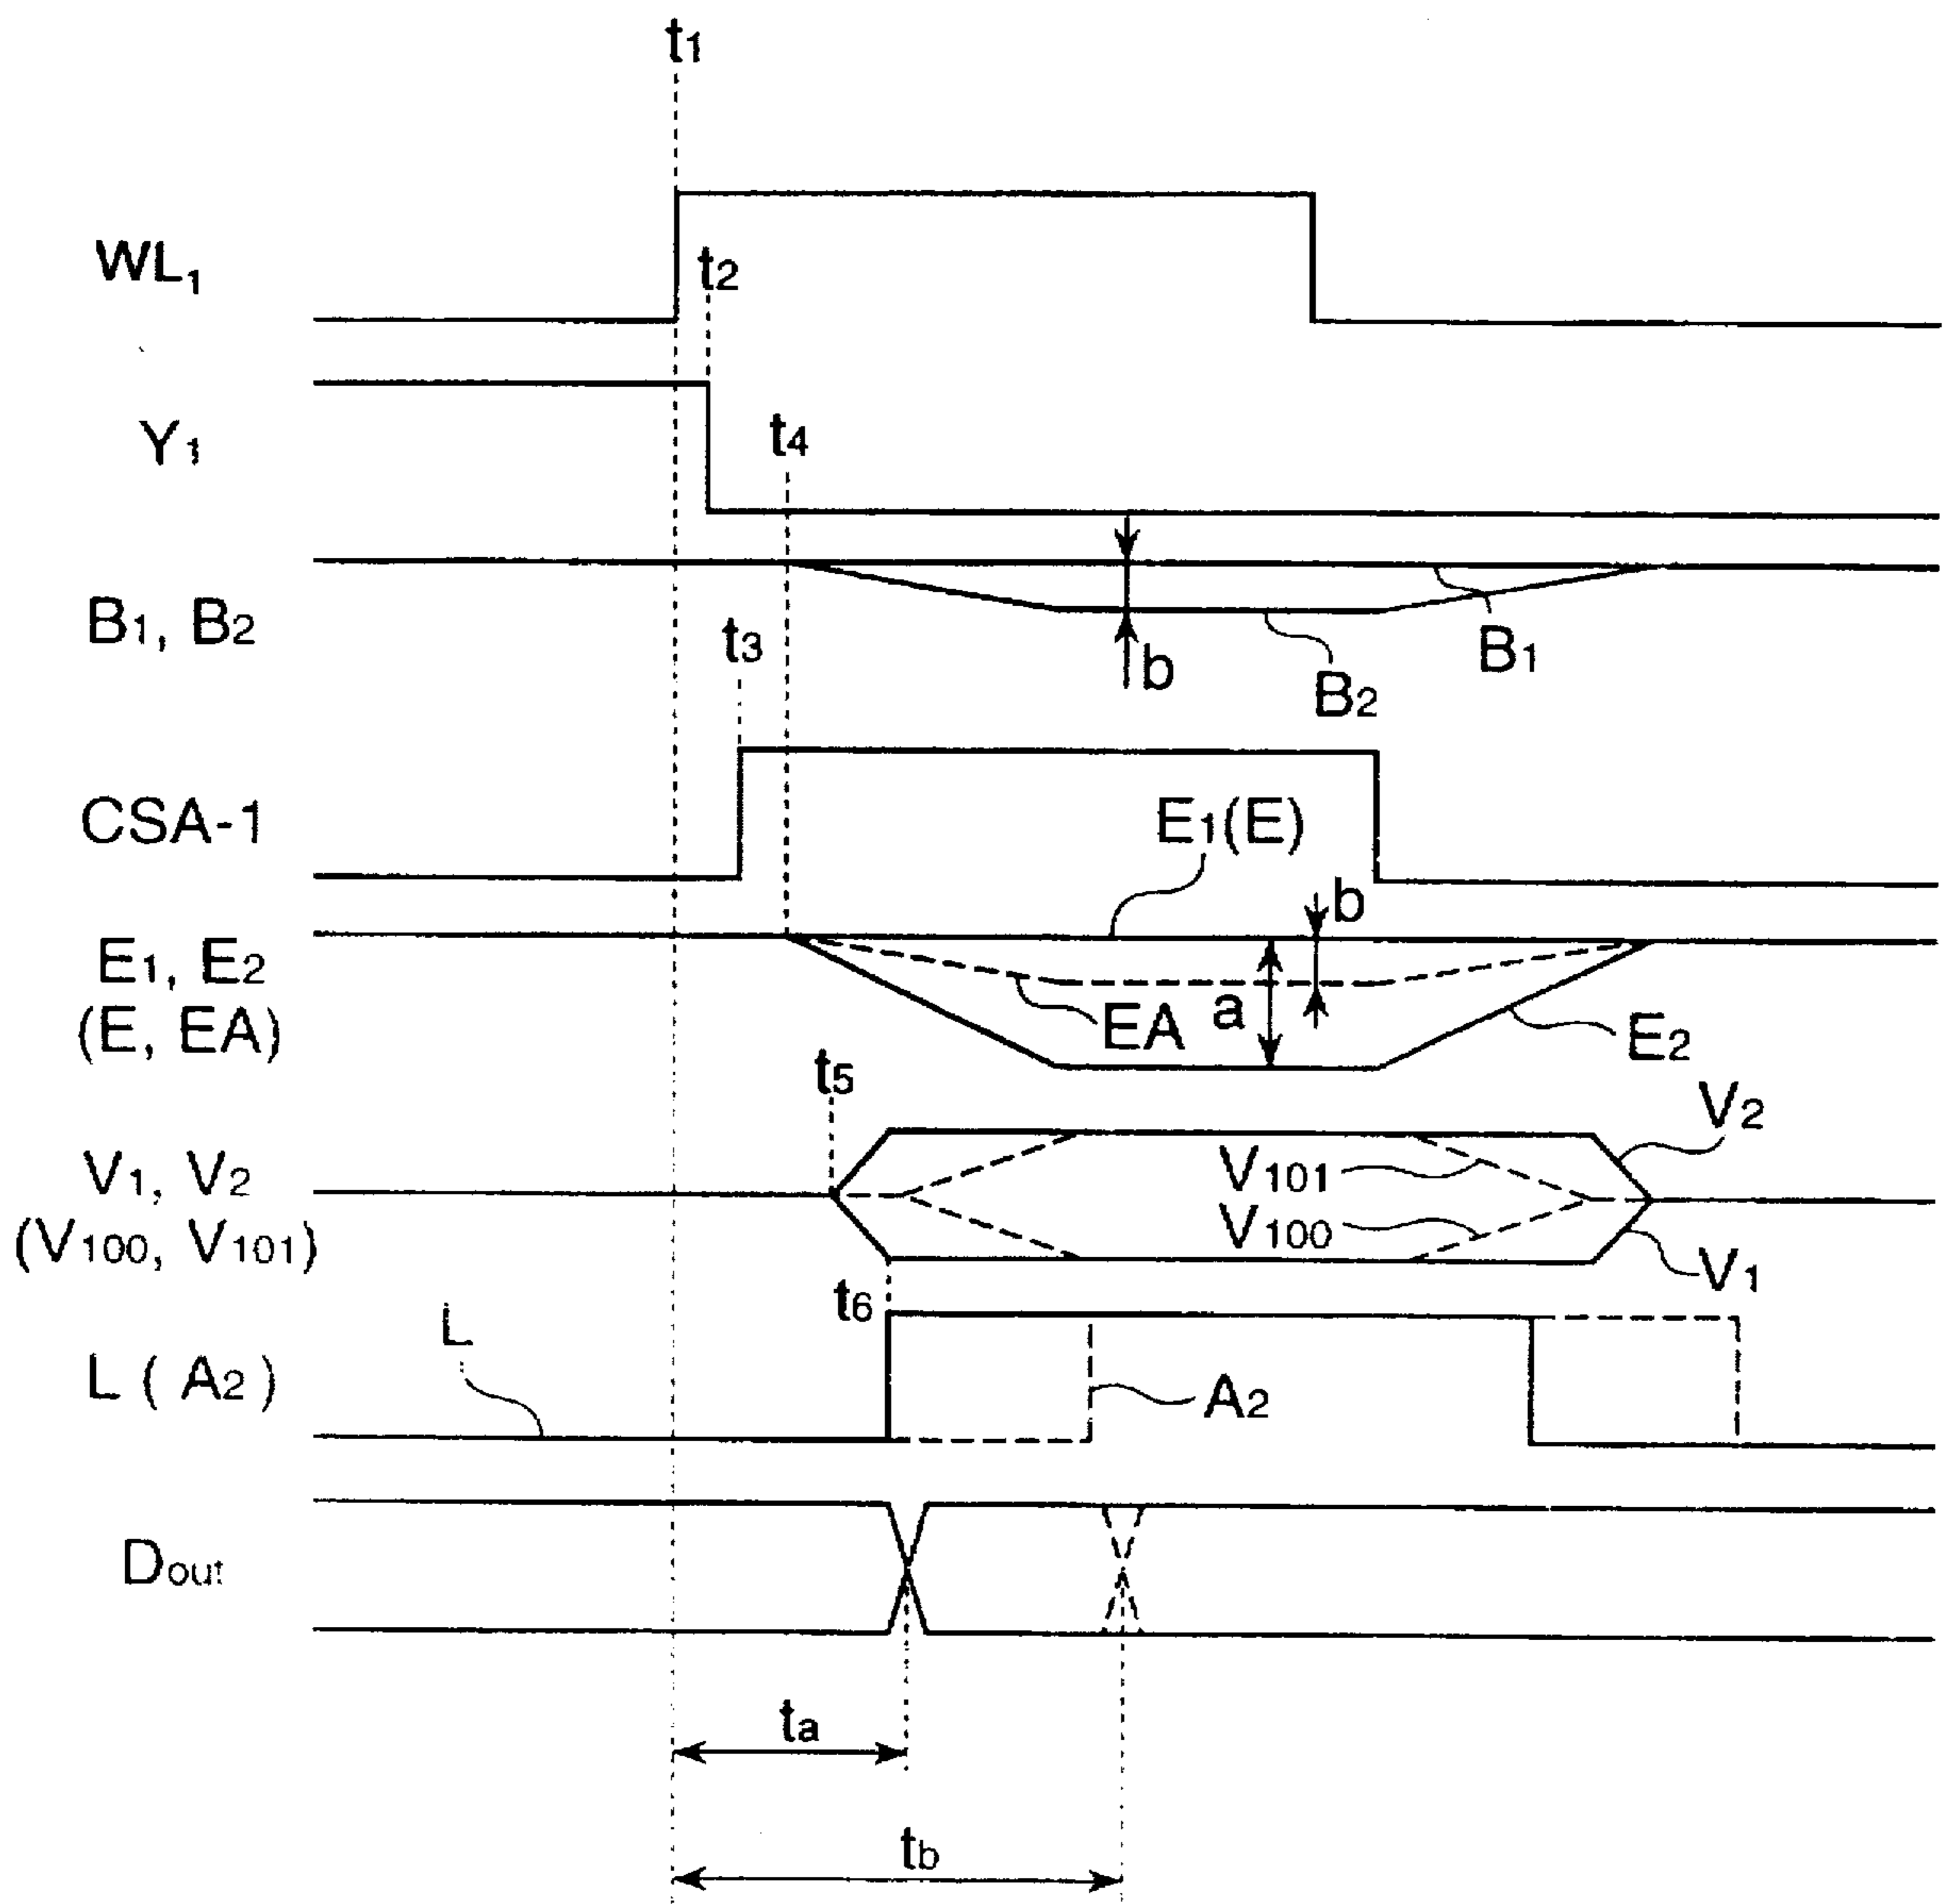 t1
WL1
t2
Y1
t4
B1, B2
t3
b
B2
B1
CSA-1
E1(E)
b
E1, E2
(E, EA)
EA
a
E2
t5
V2
V1, V2
(V100, V101)
V101
V100
V1
t6
L
L ( A2 )
A2
Dout
ta
tb